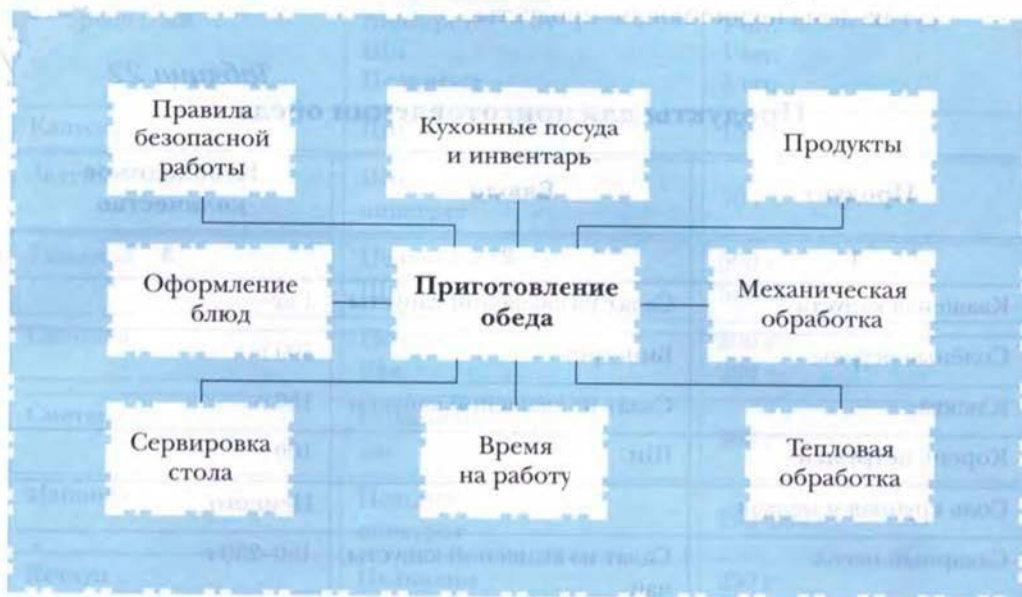 Правила
безопасной
работы
Кухонные посуда
и инвентарь
Продукты
Оформление
блюд
Приготовление
обеда
Механическая
обработка
Сервировка
стола
Время
на работу
Тепловая
обработка